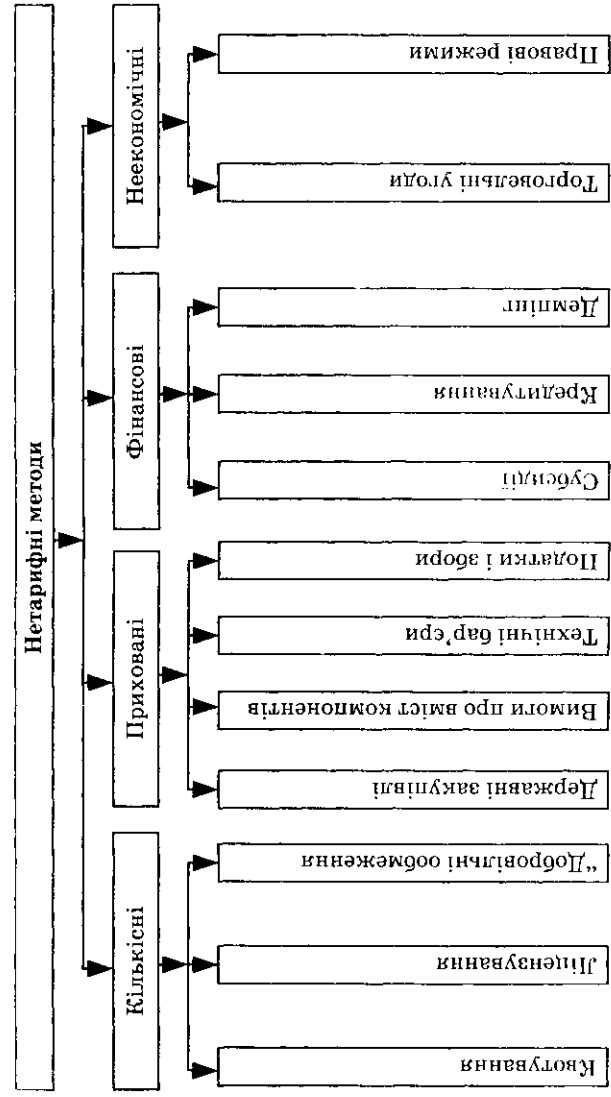 Нетарифні методи
Кількісні
Приховані
Фінансові
Неекономічні
Квотування
Ліцензування
“Добровільні ообмеження
Державні закупівлі
Вимоги про вміст компонентів
Технічні бар’єри
Податки і збори
Субсидії
Кредитування
Демпінг
Торговельні угоди
Правові режими